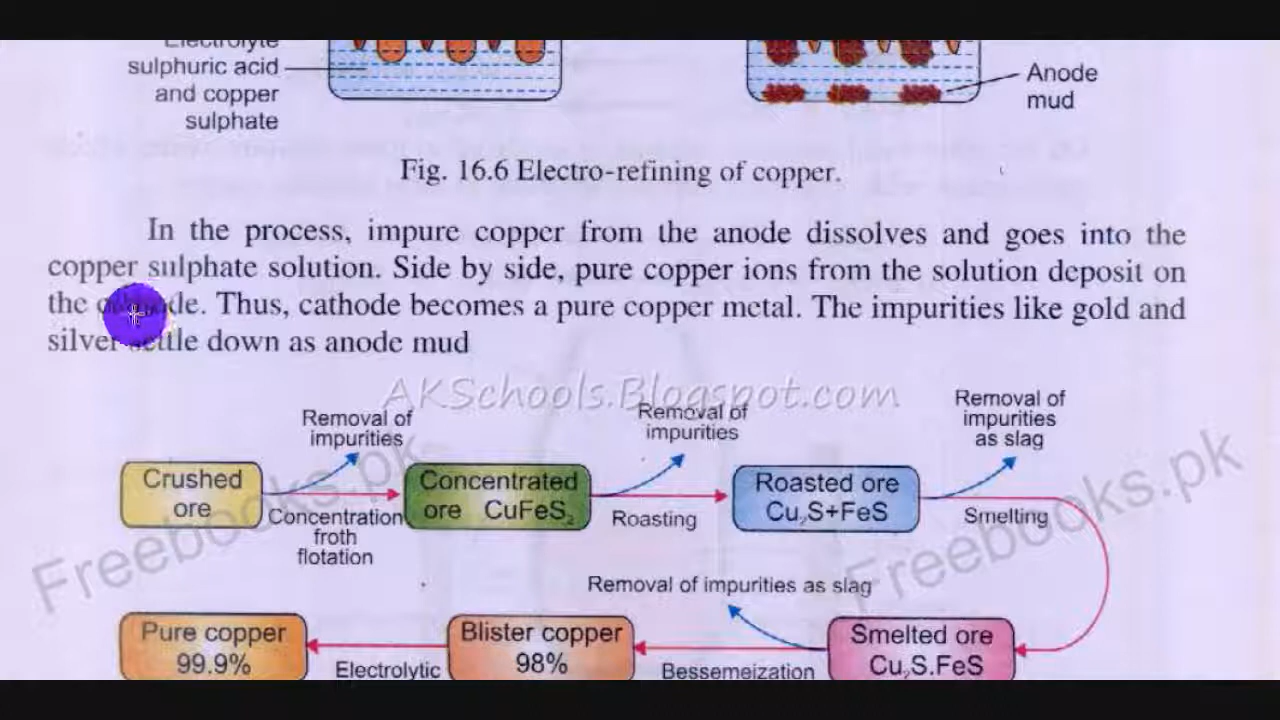 Electrolyte
sulphuric acid
and copper
sulphate
Anode
mud
Fig. 16.6 Electro-refining of copper.
In the process, impure copper from the anode dissolves and goes into the
copper sulphate solution. Side by side, pure copper ions from the solution deposit on
the . Thus, cathode becomes a pure copper metal. The impurities like gold and
silver settle down as anode mud
AKSchools.Blogspot.com
Removal of
impurities
Removal of
impurities
Removal of
impurities
as slag
Crushed
ore
Concentration
froth
flotation
Concentrated
ore CuFeS₂
Roasting
Roasted ore
Cu₂S+FeS
Smelting
Freebooks.pk
Freebooks.pk
Removal of impurities as slag
Pure copper
99.9%
Electrolytic
Blister copper
98%
Bessemeization
Smelted ore
Cu₂S.FeS